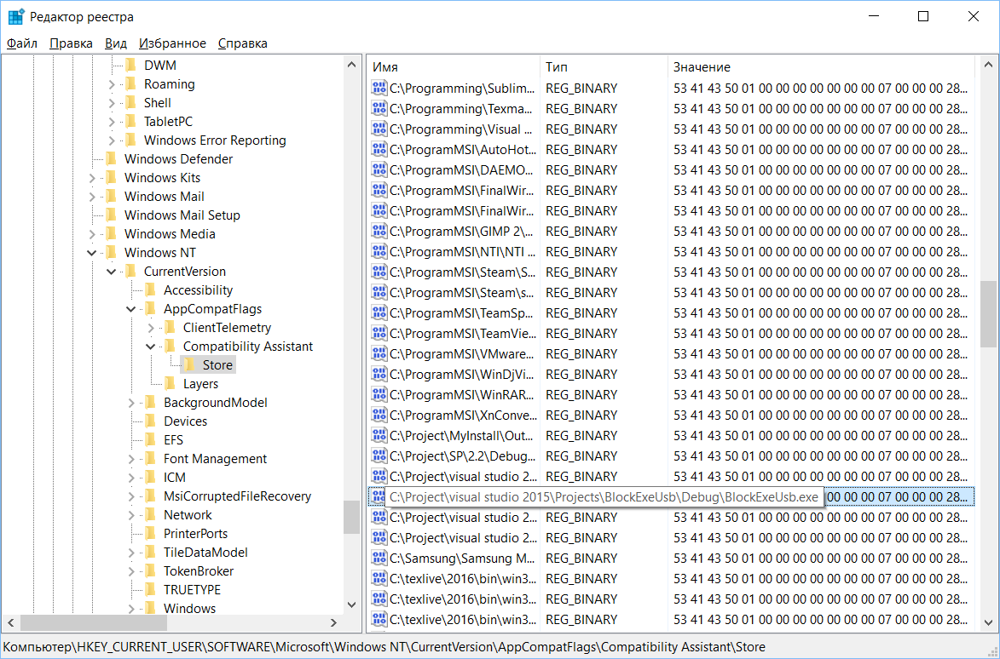 Редактор реестра
Файл Правка Вид Избранное Справка
DWM
Roaming
Shell
TabletPC
Windows Error Reporting
Windows Defender
Windows Kits
Windows Mail
Windows Mail Setup
Windows Media
Windows NT
CurrentVersion
Accessibility
AppCompatFlags
ClientTelemetry
Compatibility Assistant
Store
Layers
BackgroundModel
Devices
EFS
Font Management
ICM
MsiCorruptedFileRecovery
Network
PrinterPorts
TileDataModel
TokenBroker
TRUETYPE
Windows
Имя Тип Значение
C:\Programming\Sublim... REG_BINARY 53 41 43 50 01 00 00 00 00 00 00 00 07 00 00 00 28...
C:\Programming\Texma... REG_BINARY 53 41 43 50 01 00 00 00 00 00 00 00 07 00 00 00 28...
C:\Programming\Visual ... REG_BINARY 53 41 43 50 01 00 00 00 00 00 00 00 07 00 00 00 28...
C:\ProgramMSI\AutoHot... REG_BINARY 53 41 43 50 01 00 00 00 00 00 00 00 07 00 00 00 28...
C:\ProgramMSI\DAEMO... REG_BINARY 53 41 43 50 01 00 00 00 00 00 00 00 07 00 00 00 28...
C:\ProgramMSI\FinalWir... REG_BINARY 53 41 43 50 01 00 00 00 00 00 00 00 07 00 00 00 28...
C:\ProgramMSI\FinalWir... REG_BINARY 53 41 43 50 01 00 00 00 00 00 00 00 07 00 00 00 28...
C:\ProgramMSI\GIMP 2\... REG_BINARY 53 41 43 50 01 00 00 00 00 00 00 00 07 00 00 00 28...
C:\ProgramMSI\NTI\NTI ... REG_BINARY 53 41 43 50 01 00 00 00 00 00 00 00 07 00 00 00 28...
C:\ProgramMSI\Steam\S... REG_BINARY 53 41 43 50 01 00 00 00 00 00 00 00 07 00 00 00 28...
C:\ProgramMSI\Steam\s... REG_BINARY 53 41 43 50 01 00 00 00 00 00 00 00 07 00 00 00 28...
C:\ProgramMSI\TeamSp... REG_BINARY 53 41 43 50 01 00 00 00 00 00 00 00 07 00 00 00 28...
C:\ProgramMSI\TeamVie... REG_BINARY 53 41 43 50 01 00 00 00 00 00 00 00 07 00 00 00 28...
C:\ProgramMSI\VMware... REG_BINARY 53 41 43 50 01 00 00 00 00 00 00 00 07 00 00 00 28...
C:\ProgramMSI\WinDjVi... REG_BINARY 53 41 43 50 01 00 00 00 00 00 00 00 07 00 00 00 28...
C:\ProgramMSI\WinRAR... REG_BINARY 53 41 43 50 01 00 00 00 00 00 00 00 07 00 00 00 28...
C:\ProgramMSI\XnConve... REG_BINARY 53 41 43 50 01 00 00 00 00 00 00 00 07 00 00 00 28...
C:\Project\MyInstall\Out... REG_BINARY 53 41 43 50 01 00 00 00 00 00 00 00 07 00 00 00 28...
C:\Project\SP\2.2\Debug... REG_BINARY 53 41 43 50 01 00 00 00 00 00 00 00 07 00 00 00 28...
C:\Project\visual studio 2... REG_BINARY 53 41 43 50 01 00 00 00 00 00 00 00 07 00 00 00 28...
C:\Project\visual studio 2015\Projects\BlockExeUsb\Debug\BlockExeUsb.exe 00 00 00 07 00 00 00 28...
C:\Project\visual studio 2... REG_BINARY 53 41 43 50 01 00 00 00 00 00 00 00 07 00 00 00 28...
C:\Project\visual studio 2... REG_BINARY 53 41 43 50 01 00 00 00 00 00 00 00 07 00 00 00 28...
C:\Samsung\Samsung M... REG_BINARY 53 41 43 50 01 00 00 00 00 00 00 00 07 00 00 00 28...
C:\texlive\2016\bin\win3... REG_BINARY 53 41 43 50 01 00 00 00 00 00 00 00 07 00 00 00 28...
C:\texlive\2016\bin\win3... REG_BINARY 53 41 43 50 01 00 00 00 00 00 00 00 07 00 00 00 28...
C:\texlive\2016\bin\win3... REG_BINARY 53 41 43 50 01 00 00 00 00 00 00 00 07 00 00 00 28...
Компьютер\HKEY_CURRENT_USER\SOFTWARE\Microsoft\Windows NT\CurrentVersion\AppCompatFlags\Compatibility Assistant\Store